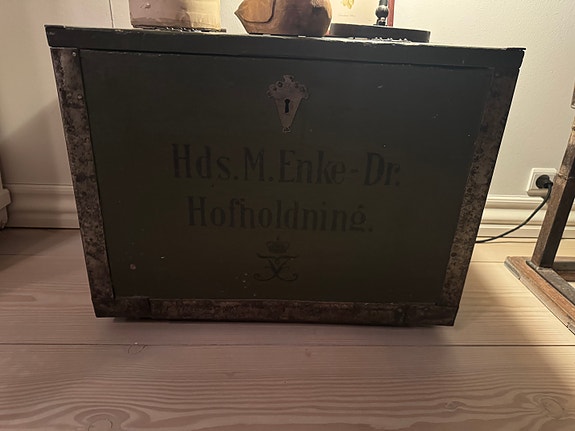 Hds. M. Enke-Dr.
Hofholdning.